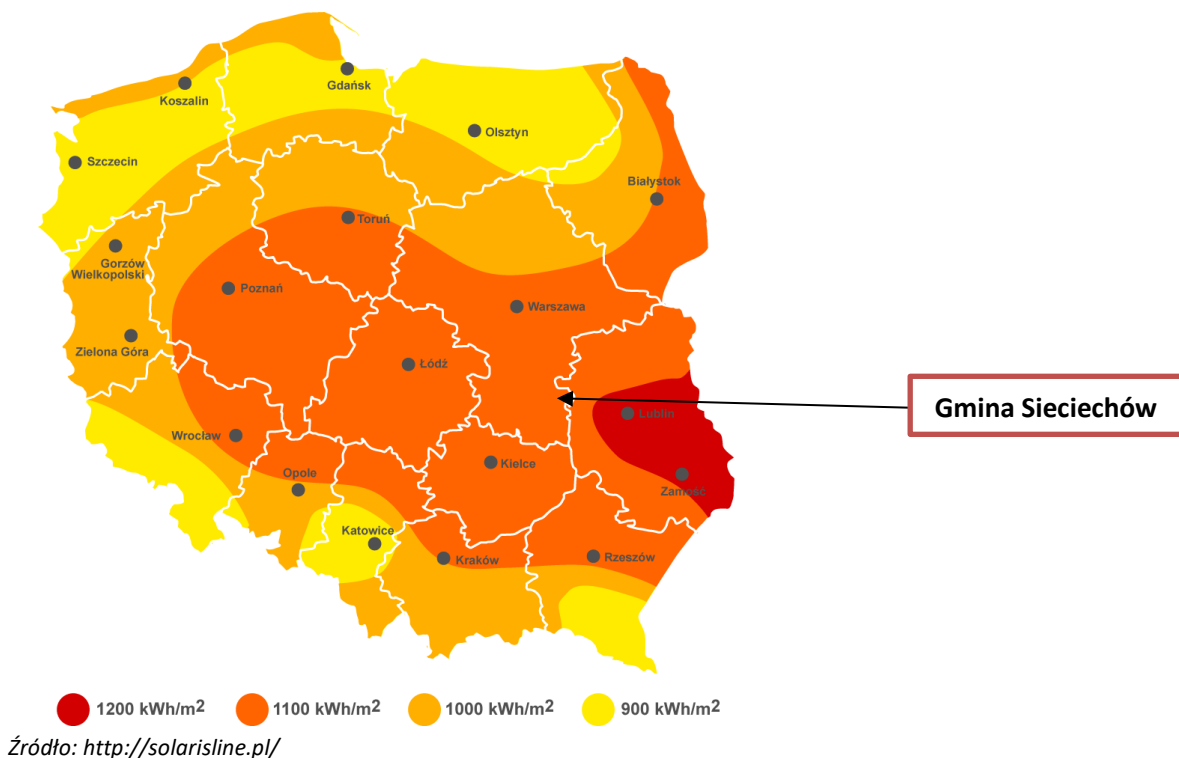 Gdańsk
Koszalin
Olsztyn
Szczecin
Białystok
Toruń
Gorzów
Wielkopolski
Poznań
Warszawa
Zielona Góra
Łódź
Gmina Sieciechów
Lublin
Wrocław
Kielce
Opole
Zamość
Katowice
Kraków
Rzeszów
1200 kWh/m2 1100 kWh/m2 1000 kWh/m2 900 kWh/m2
Źródło: http://solarisline.pl/